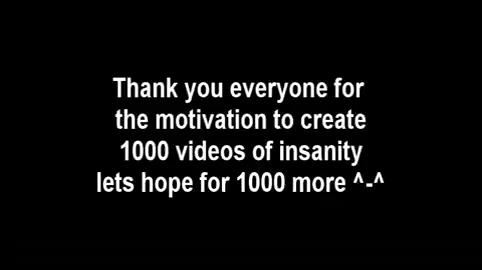 Thank you everyone for
the motivation to create
1000 videos of insanity
lets hope for 1000 more ^-^